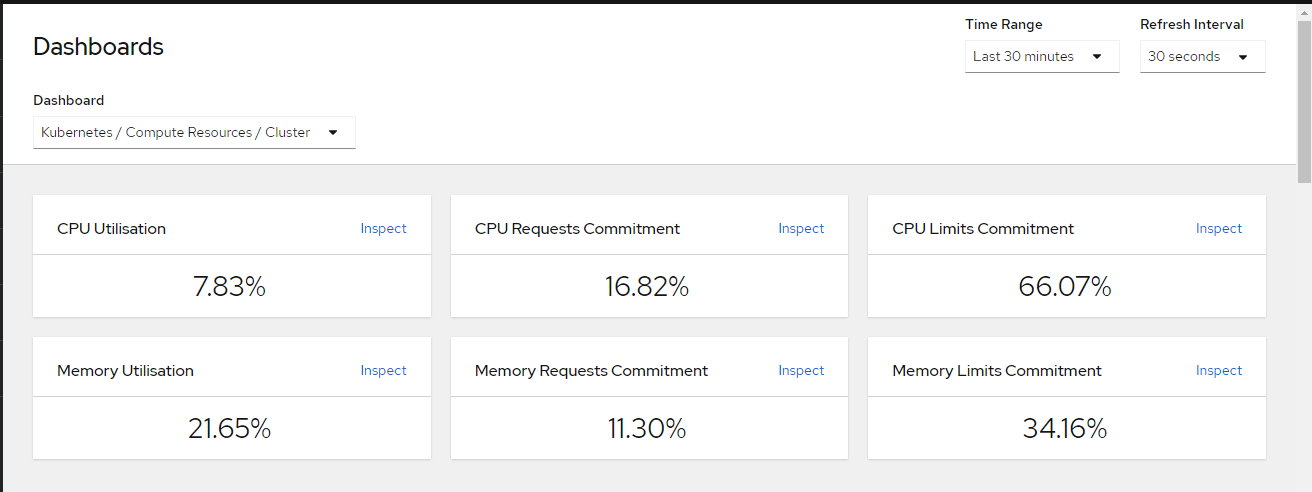 Dashboards
Time Range
Refresh Interval
Last 30 minutes
30 seconds
Dashboard
Kubernetes / Compute Resources / Cluster
CPU Utilisation
Inspect
CPU Requests Commitment
Inspect
CPU Limits Commitment
Inspect
7.83%
16.82%
66.07%
Memory Utilisation
Inspect
Memory Requests Commitment
Inspect
Memory Limits Commitment
Inspect
21.65%
11.30%
34.16%